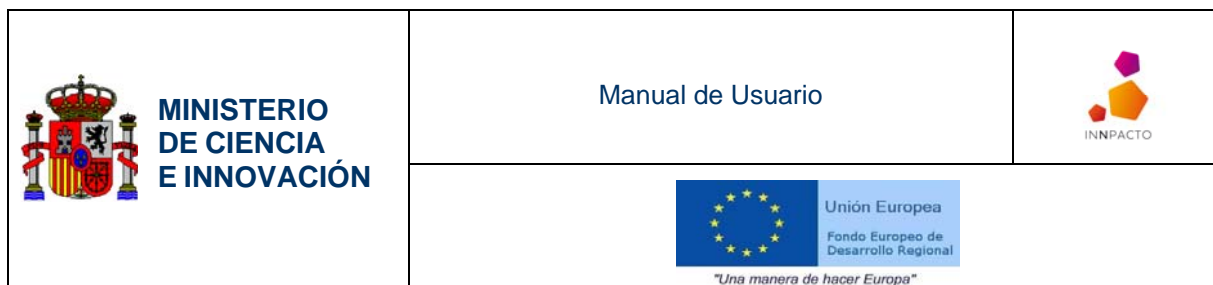 MINISTERIO
DE CIENCIA
E INNOVACIÓN
Manual de Usuario
INNPACTO
Unión Europea
Fondo Europeo de
Desarrollo Regional
"Una manera de hacer Europa"